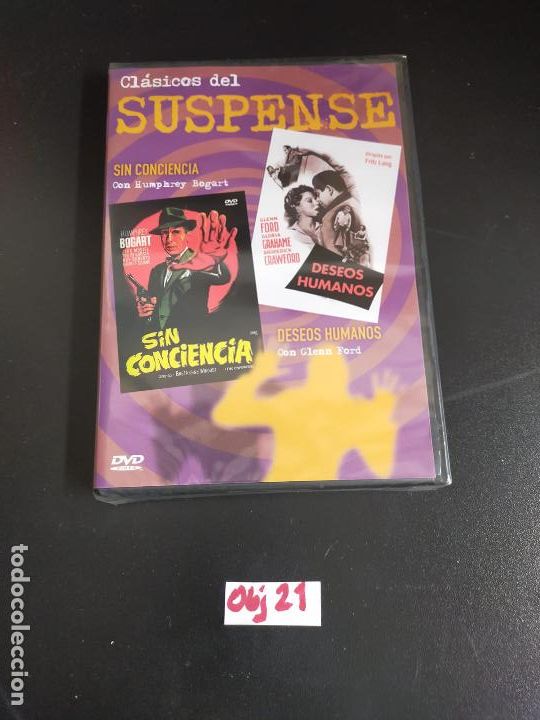 Clásicos del
SUSPENSE
SIN CONCIENCIA
Con Humphrey Bogart
DVD
HUMPHREY
BOGART
SIN
CONCIENCIA
Dirigida por
Fritz Lang
GLENN
FORD
GLORIA
GRAHAME
BRODERICK
CRAWFORD
DESEOS
HUMANOS
DESEOS HUMANOS
Con Glenn Ford
DVD
VIDEO
Obj 21
todocoleccion